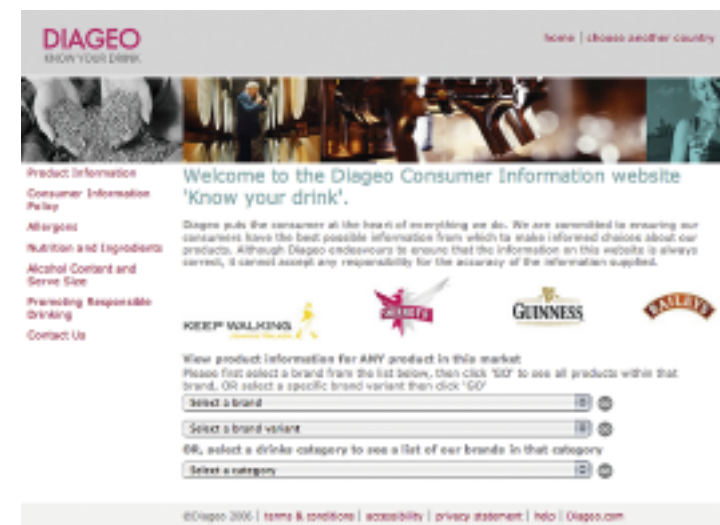 DIAGEO
KNOW YOUR DRINK
home | choose another country
Product Information
Consumer Information
Policy
Allergens
Nutrition and Ingredients
Alcohol Content and
Serve Size
Promoting Responsible
Drinking
Contact Us
Welcome to the Diageo Consumer Information website
'Know your drink'.
Diageo puts the consumer at the heart of everything we do. We are committed to ensuring our
consumers have the best possible information from which to make informed choices about our
products. Although Diageo endeavours to ensure that the information on this website is always
correct, it cannot accept any responsibility for the accuracy of the information supplied.
KEEP WALKING
SMIRNOFF
GUINNESS
BAILEYS
View product information for ANY product in this market
Please first select a brand from the list below, then click 'GO' to see all products within that
brand, OR select a specific brand variant then click 'GO'
Select a brand
Select a brand variant
OR, select a drinks category to see a list of our brands in that category
Select a category
©Diageo 2006 | terms & conditions | accessibility | privacy statement | help | Diageo.com